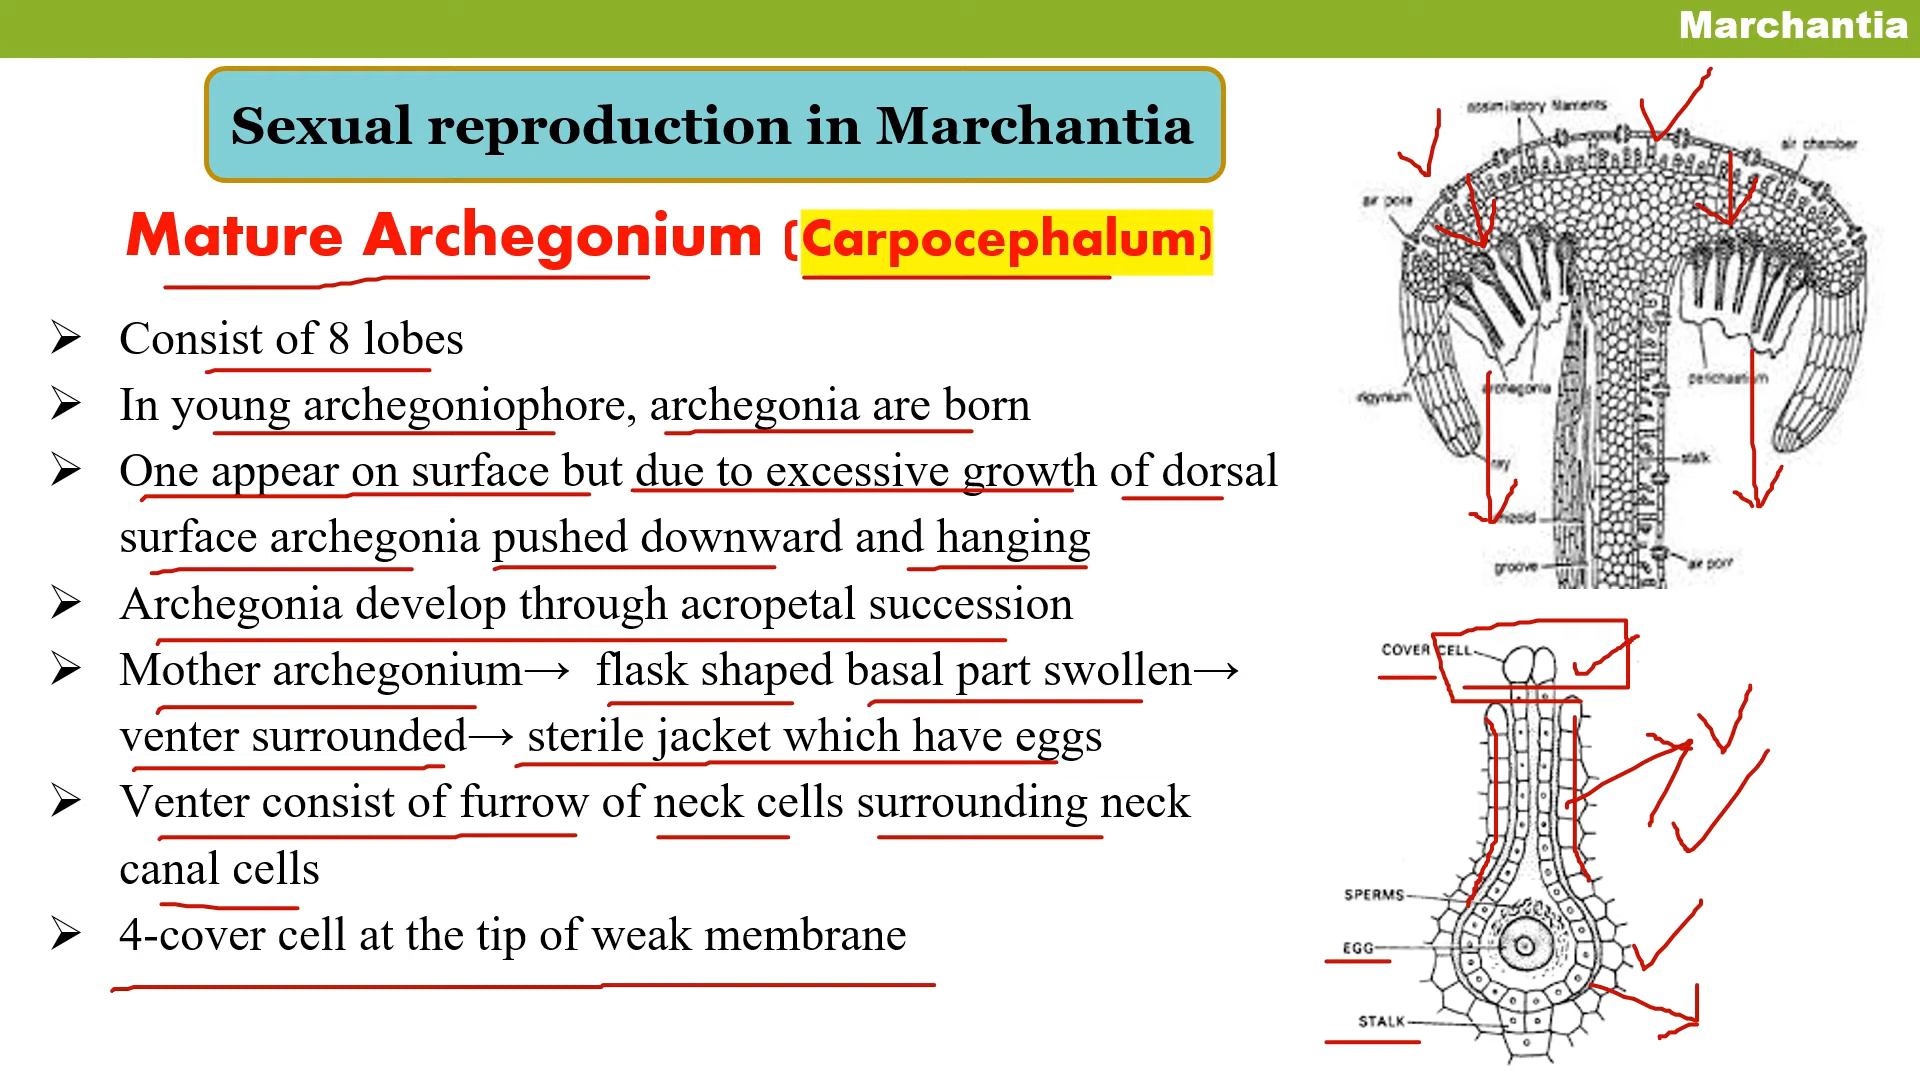 Marchantia
Sexual reproduction in Marchantia
Mature Archegonium (Carpocephalum)
➢ Consist of 8 lobes
➢ In young archegoniophore, archegonia are born
➢ One appear on surface but due to excessive growth of dorsal
surface archegonia pushed downward and hanging
➢ Archegonia develop through acropetal succession
➢ Mother archegonium→ flask shaped basal part swollen→
venter surrounded→ sterile jacket which have eggs
➢ Venter consist of furrow of neck cells surrounding neck
canal cells
➢ 4-cover cell at the tip of weak membrane
assimilatory filaments
air chamber
air pore
archegonia
perichaetium
ray
stalk
groove
air pore
COVER CELL
SPERMS
EGG
STALK